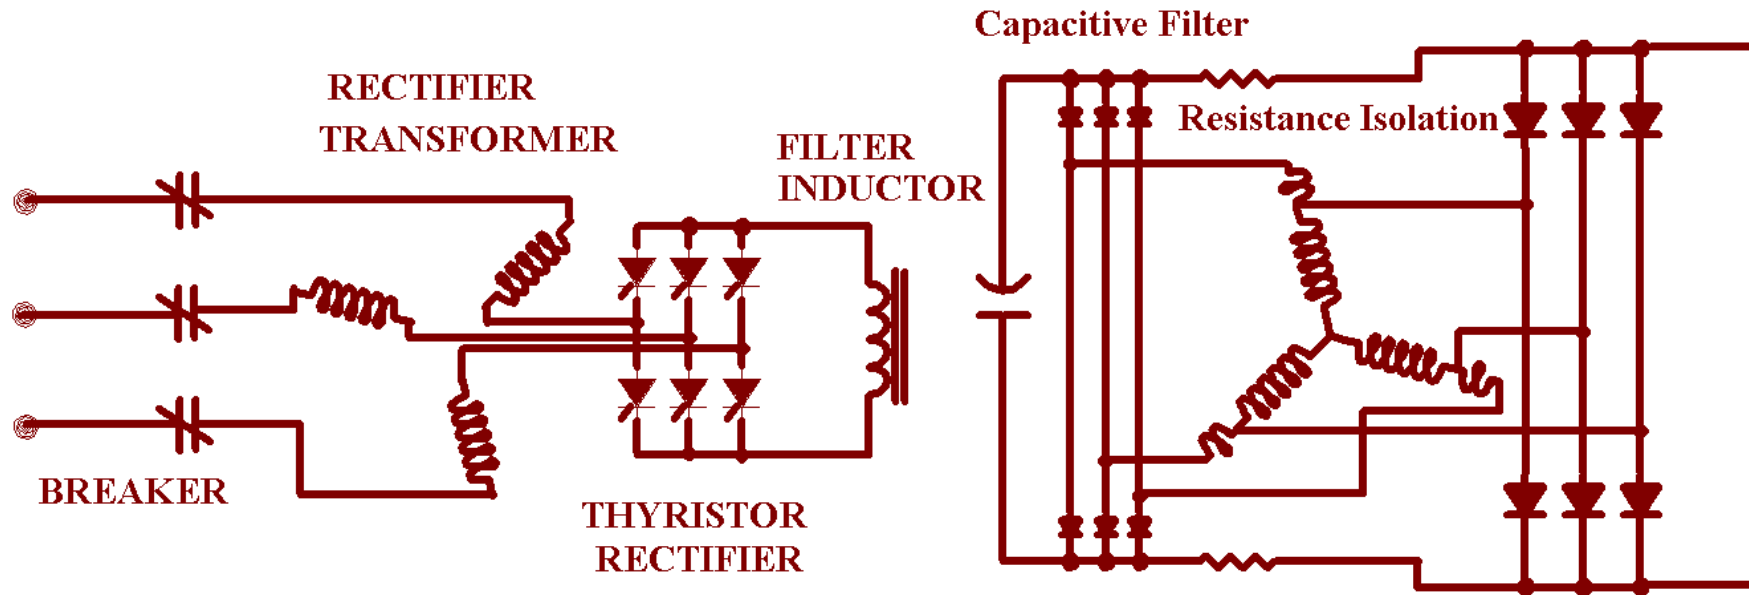 Capacitive Filter
RECTIFIER
TRANSFORMER
Resistance Isolation
FILTER
INDUCTOR
BREAKER
THYRISTOR
RECTIFIER